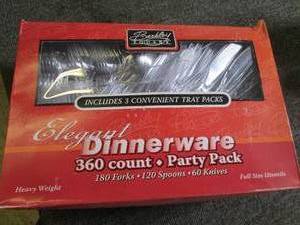 Berkley
INCLUDES 3 CONVENIENT TRAY PACKS
Elegant
Dinnerware
360 count • Party Pack
180 Forks • 120 Spoons • 60 Knives
Heavy Weight
Full Size Utensils